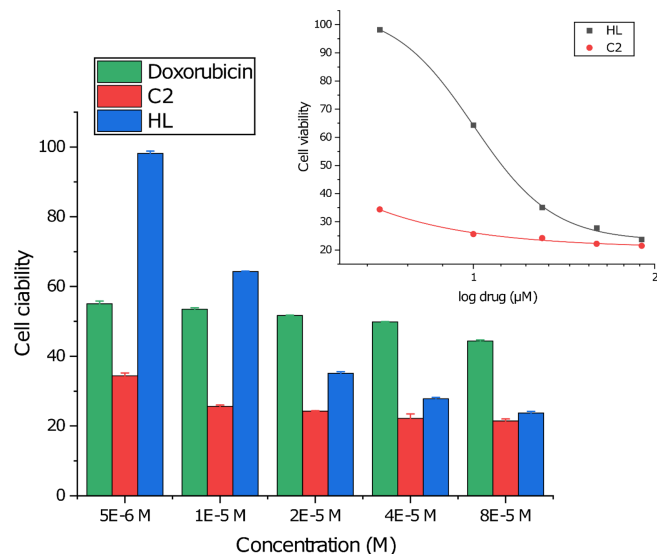 Doxorubicin
C2
HL
Cell ciability
100
80
60
40
20
0
5E-6 M
1E-5 M
2E-5 M
4E-5 M
8E-5 M
Concentration (M)
HL
C2
Cell viability
100
90
80
70
60
50
40
30
20
1
2
log drug (μM)